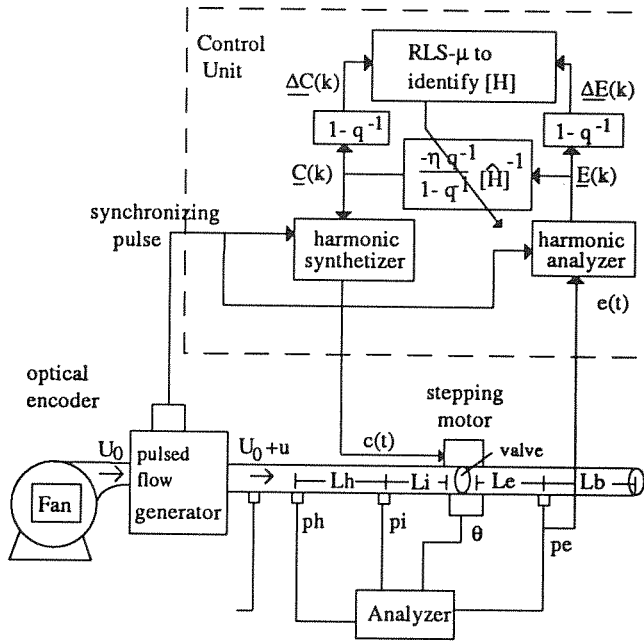 Control
Unit
RLS-μ to
identify [H]
ΔC(k)
ΔE(k)
1- q⁻¹
1- q⁻¹
-η q⁻¹
1- q⁻¹
[Ĥ]⁻¹
C(k)
E(k)
synchronizing
pulse
harmonic
synthetizer
harmonic
analyzer
e(t)
optical
encoder
stepping
motor
U₀
pulsed
flow
generator
U₀+u
c(t)
valve
Fan
Lh
Li
Le
Lb
ph
pi
θ
pe
Analyzer